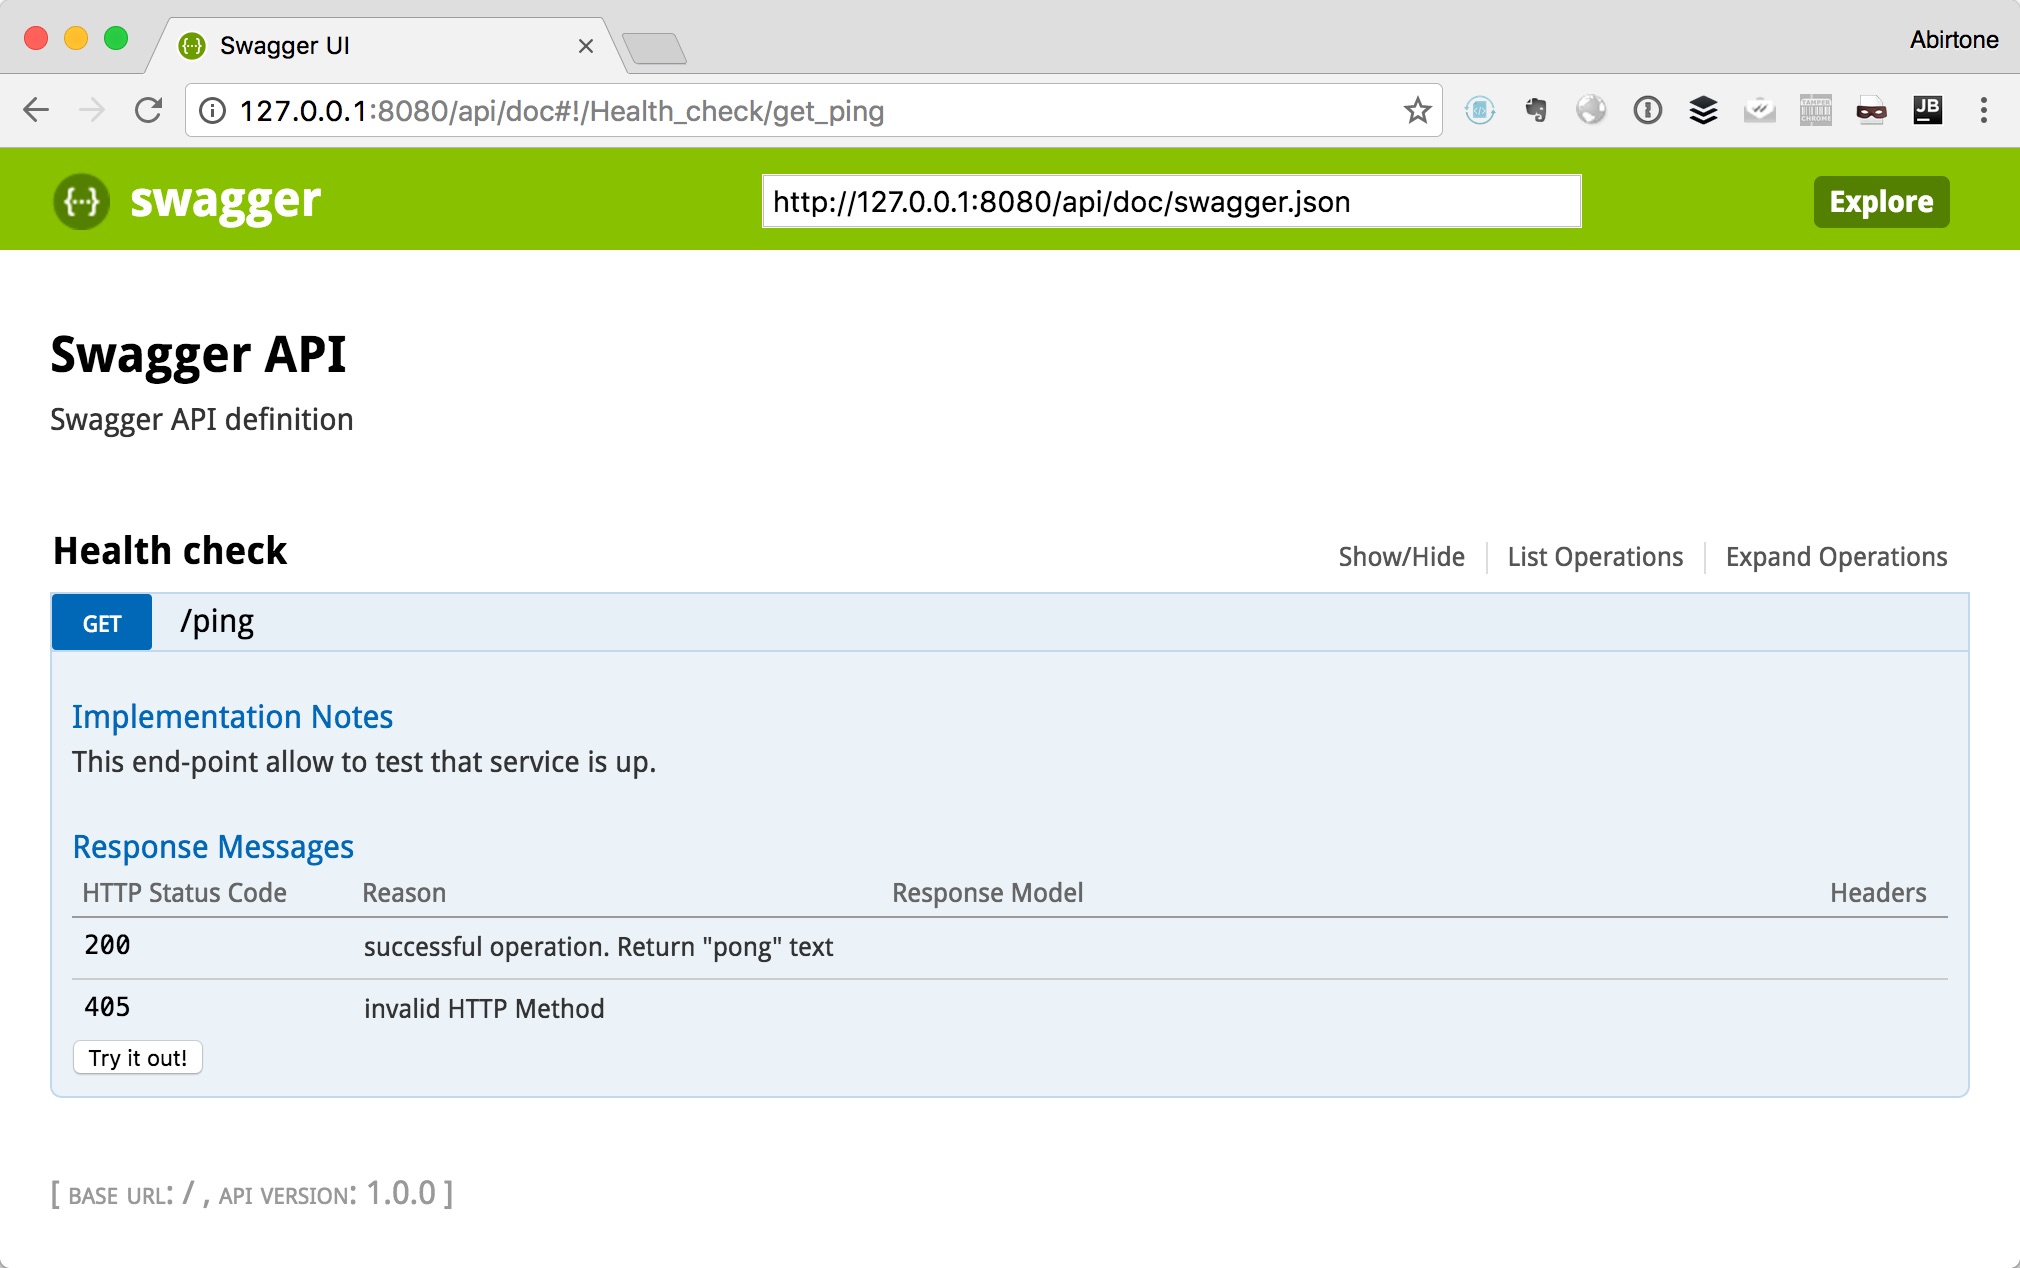 Swagger UI
Abirtone
127.0.0.1:8080/api/doc#!/Health_check/get_ping
TAMPER CHROME
JB
{···} swagger
http://127.0.0.1:8080/api/doc/swagger.json
Explore
Swagger API
Swagger API definition
Health check
Show/Hide
List Operations
Expand Operations
GET /ping
Implementation Notes
This end-point allow to test that service is up.
Response Messages
HTTP Status Code Reason Response Model Headers
200 successful operation. Return "pong" text
405 invalid HTTP Method
Try it out!
[ BASE URL: / , API VERSION: 1.0.0 ]